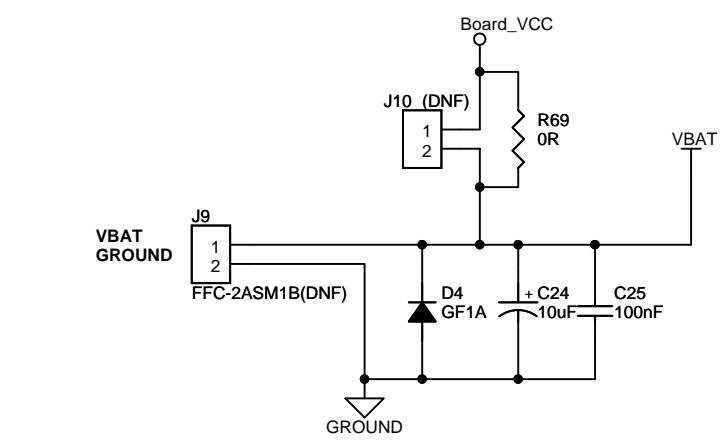 Board_VCC
J10 (DNF)
1
2
R69
0R
VBAT
J9
VBAT
GROUND
1
2
FFC-2ASM1B(DNF)
D4
GF1A
+ C24
10uF
C25
100nF
GROUND